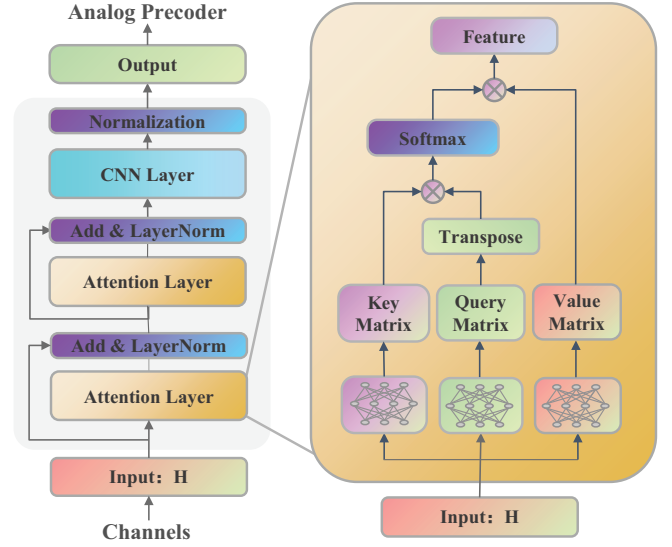 Analog Precoder
Output
Normalization
CNN Layer
Add & LayerNorm
Attention Layer
Add & LayerNorm
Attention Layer
Input：H
Channels
Feature
Softmax
Transpose
Key
Matrix
Query
Matrix
Value
Matrix
Input：H